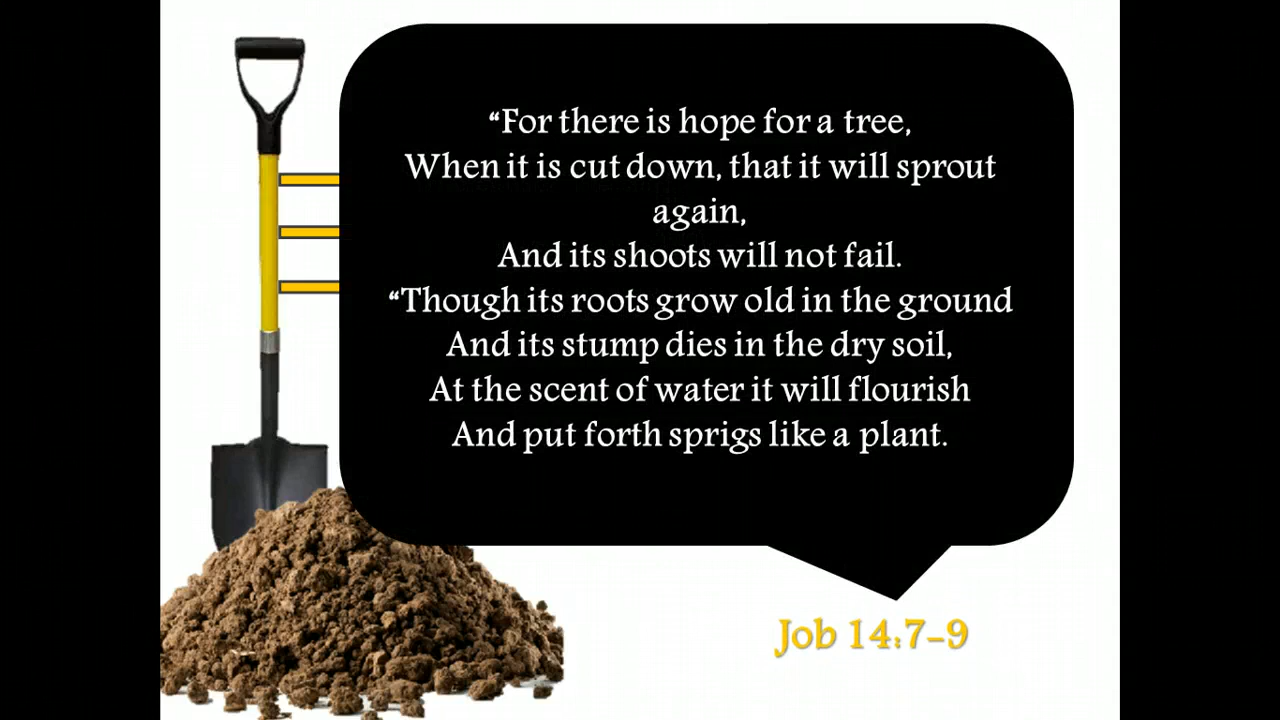 “For there is hope for a tree,
When it is cut down, that it will sprout
again,
And its shoots will not fail.
“Though its roots grow old in the ground
And its stump dies in the dry soil,
At the scent of water it will flourish
And put forth sprigs like a plant.
Job 14:7-9